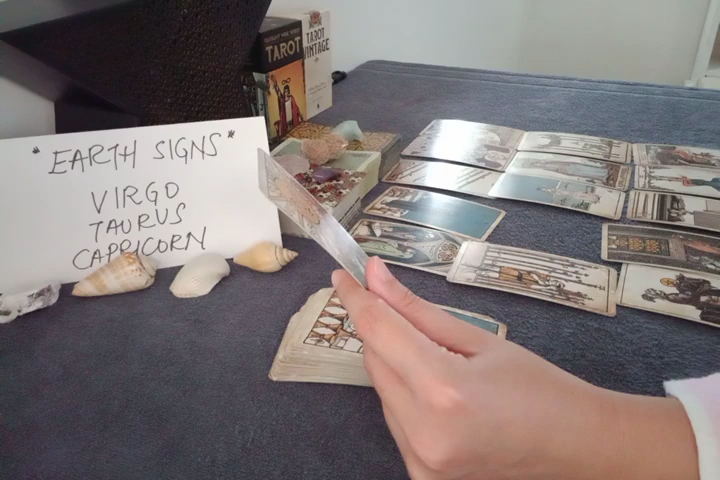 " EARTH SIGNS "
VIRGO
TAURUS
CAPRICORN
TAROT
TAROT
VINTAGE